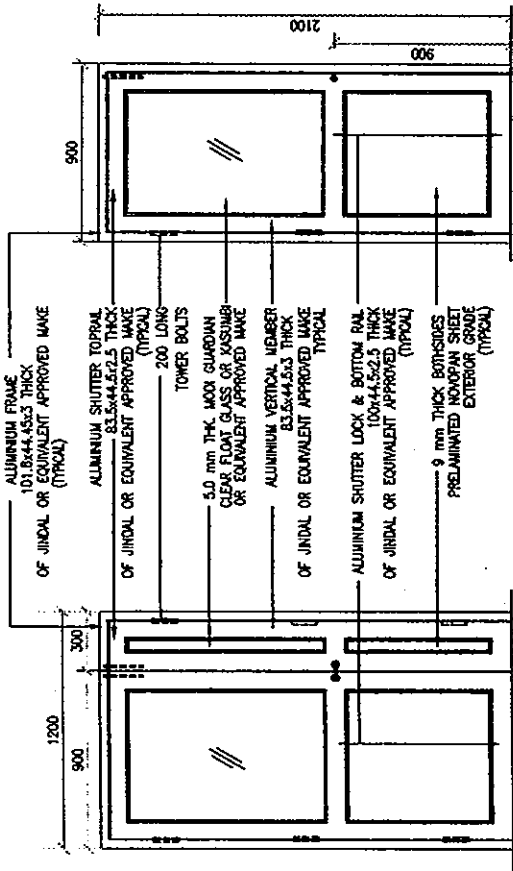 ALUMINIUM FRAME
101.6x44.45x3 THICK
OF JINDAL OR EQUIVALENT APPROVED MAKE
(TYPICAL)
ALUMINIUM SHUTTER TOPRAIL
83.5x44.5x2.5 THICK
OF JINDAL OR EQUIVALENT APPROVED MAKE
(TYPICAL)
200 LONG
TOWER BOLTS
5.0 mm THK. MODI GUARDIAN
CLEAR FLOAT GLASS OR KASUMBI
OR EQUIVALENT APPROVED MAKE
ALUMINIUM VERTICAL MEMBER
83.5x44.5x3 THICK
OF JINDAL OR EQUIVALENT APPROVED MAKE
TYPICAL
ALUMINIUM SHUTTER LOCK & BOTTOM RAIL
100x44.5x2.5 THICK
OF JINDAL OR EQUIVALENT APPROVED MAKE
(TYPICAL)
9 mm THICK BOTHSIDES
PRELAMINATED NOVOPAN SHEET
EXTERIOR GRADE
1200
900
300
900
2100
900